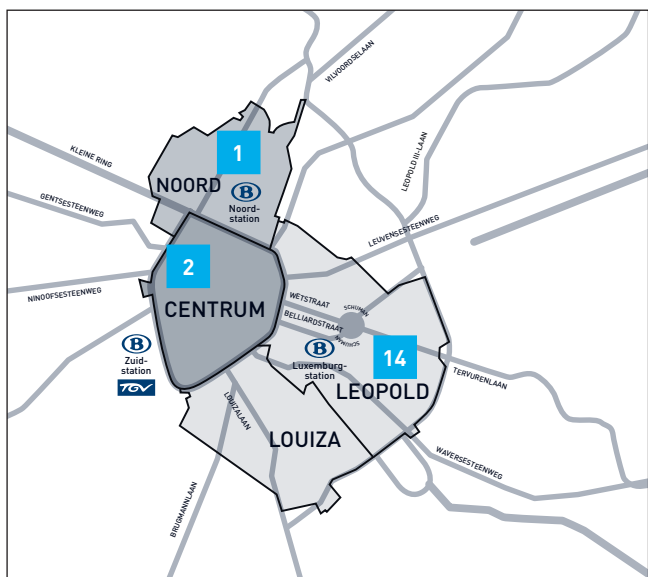 VILVOORDSELAAN
KLEINE RING
1
LEOPOLD III-LAAN
NOORD
B
Noord-
station
GENTSESTEENWEG
LEUVENSESTEENWEG
2
NINOOFSESTEENWEG
CENTRUM
WETSTRAAT
SCHUMAN
BELLIARDSTRAAT
SCHUMAN
B
Zuid-
station
TGV
B
Luxemburg-
station
14
LEOPOLD
TERVURENLAAN
LOUIZALAAN
LOUIZA
WAVERSESTEENWEG
BRUGMANNLAAN